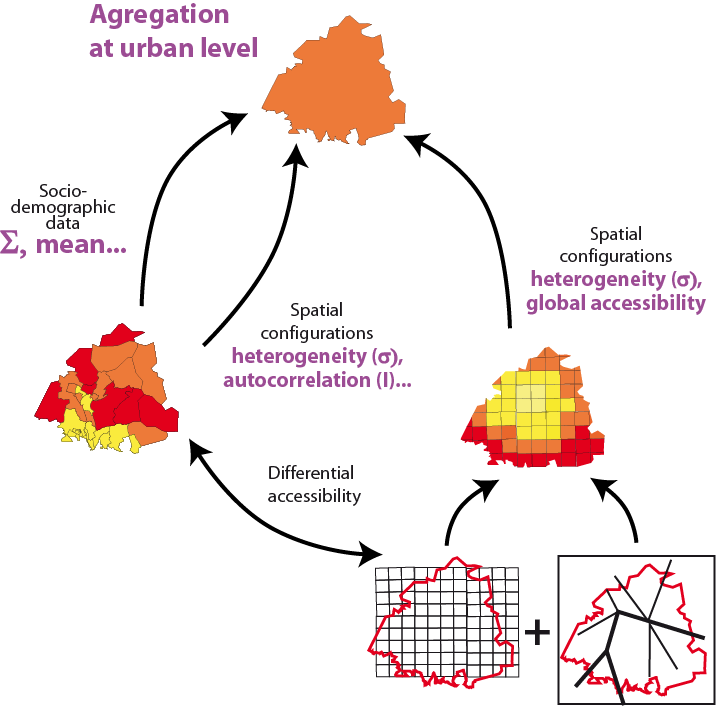 Agregation
at urban level
Socio-
demographic
data
Σ, mean...
Spatial
configurations
heterogeneity (σ),
autocorrelation (I)...
Spatial
configurations
heterogeneity (σ),
global accessibility
Differential
accessibility
+